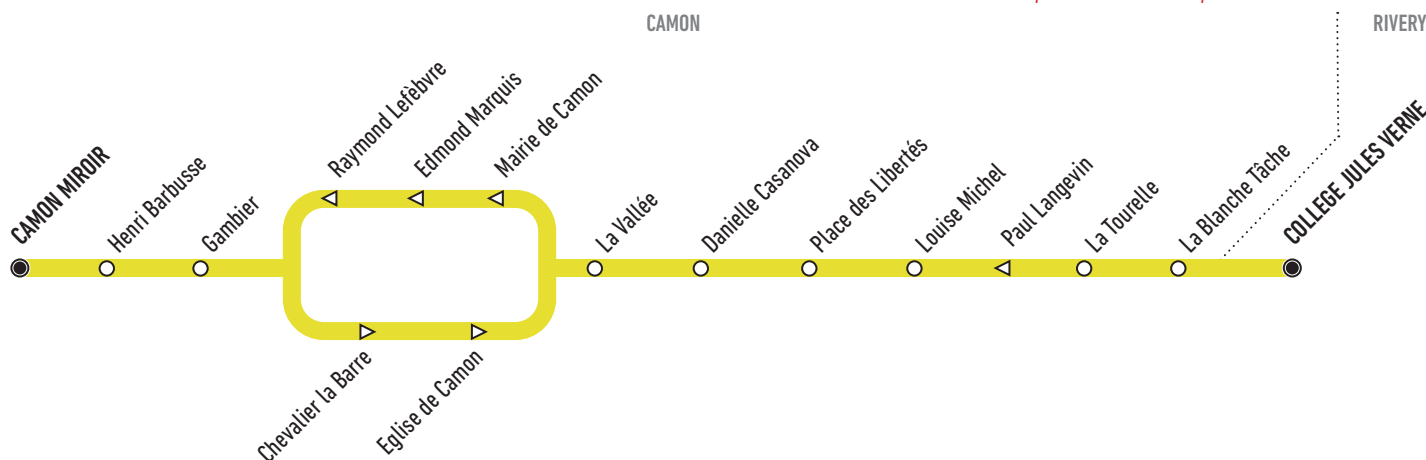 CAMON
RIVERY
CAMON MIROIR
Henri Barbusse
Gambier
Raymond Lefèbvre
Edmond Marquis
Mairie de Camon
Chevalier la Barre
Eglise de Camon
La Vallée
Danielle Casanova
Place des Libertés
Louise Michel
Paul Langevin
La Tourelle
La Blanche Tâche
COLLEGE JULES VERNE